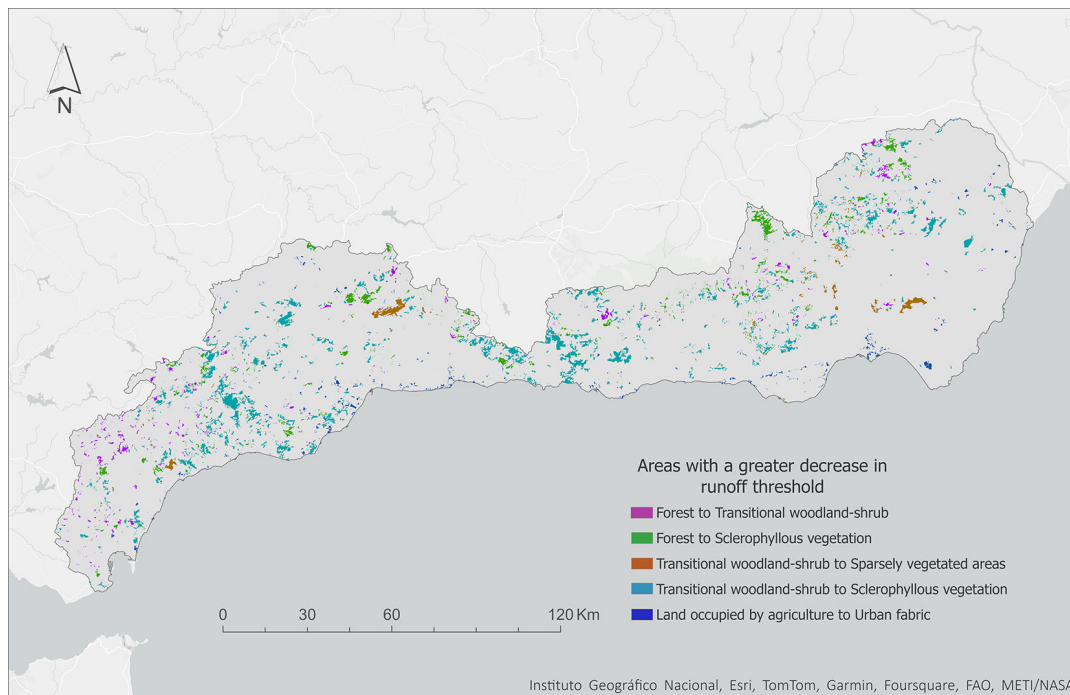 N
Areas with a greater decrease in
runoff threshold
Forest to Transitional woodland-shrub
Forest to Sclerophyllous vegetation
Transitional woodland-shrub to Sparsely vegetated areas
Transitional woodland-shrub to Sclerophyllous vegetation
Land occupied by agriculture to Urban fabric
0 30 60 120 Km
Instituto Geográfico Nacional, Esri, TomTom, Garmin, Foursquare, FAO, METI/NASA